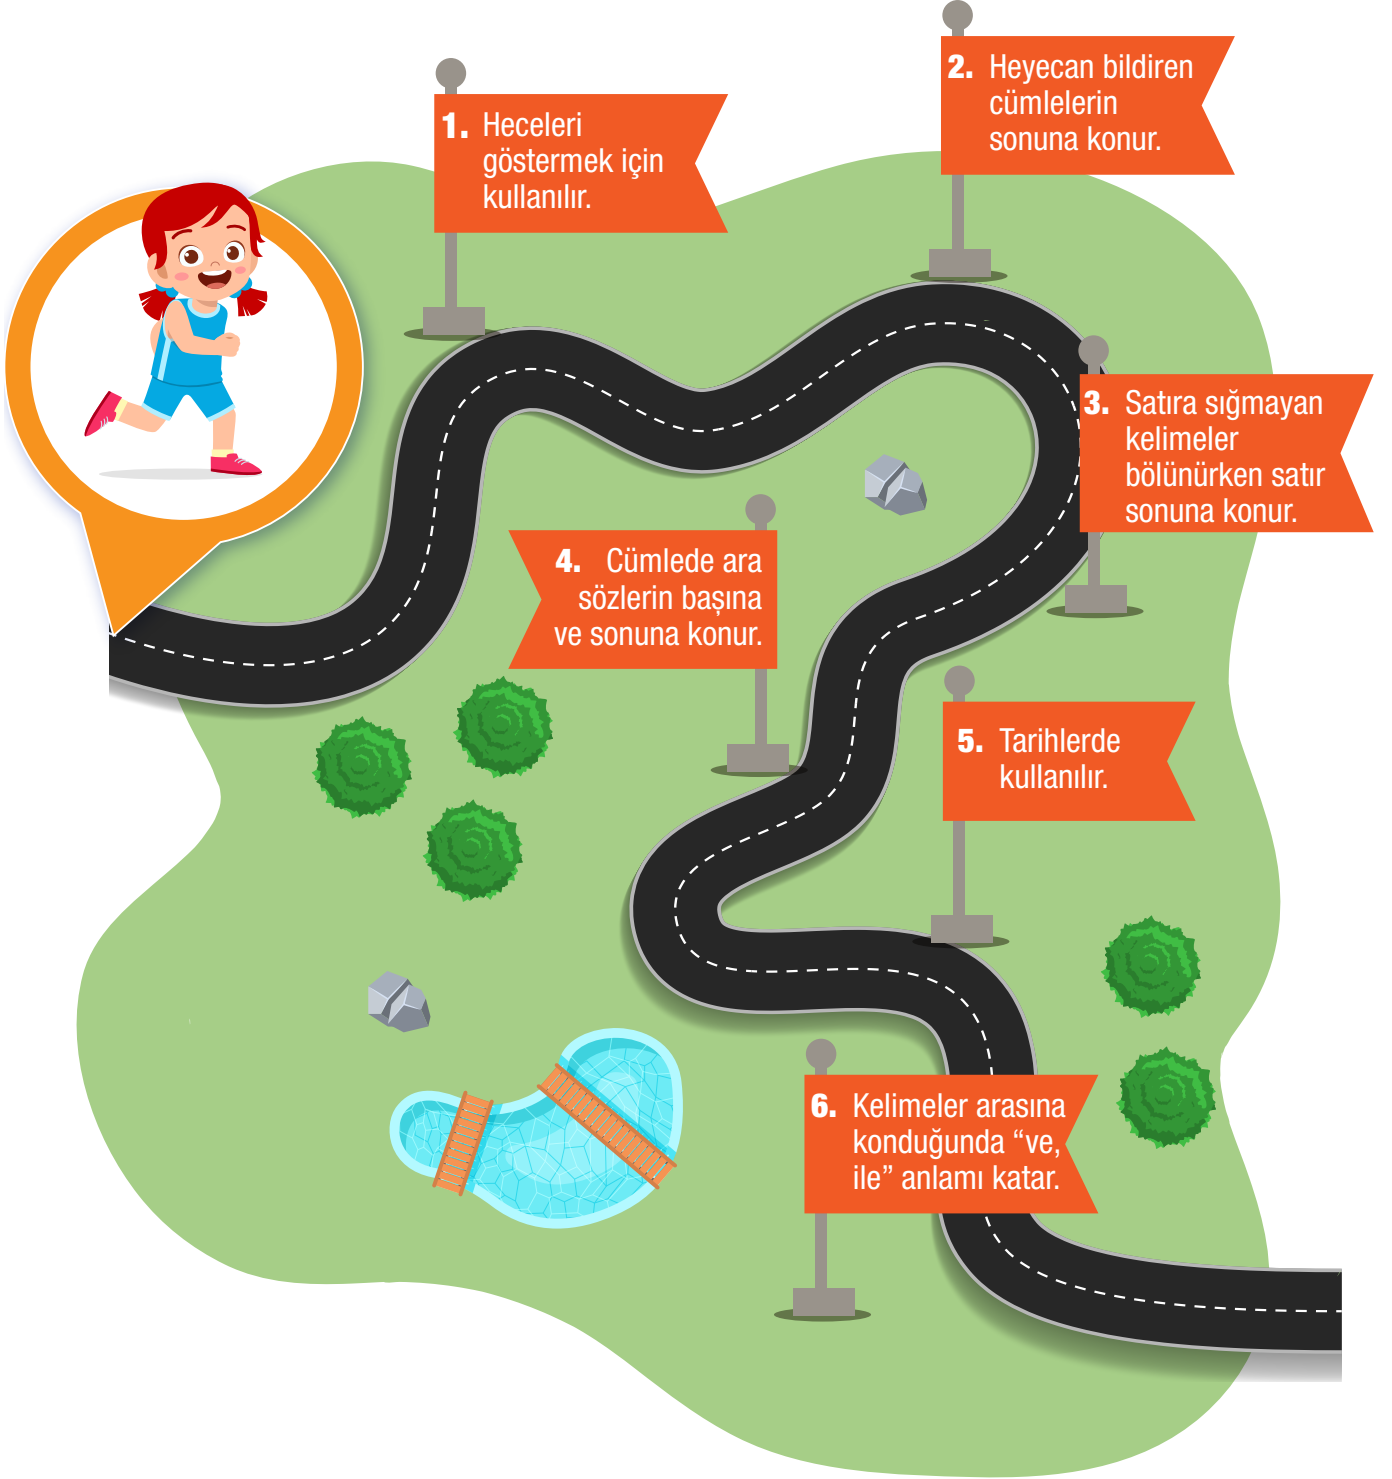 1. Heceleri
göstermek için
kullanılır.
2. Heyecan bildiren
cümlelerin
sonuna konur.
3. Satıra sığmayan
kelimeler
bölünürken satır
sonuna konur.
4. Cümlede ara
sözlerin başına
ve sonuna konur.
5. Tarihlerde
kullanılır.
6. Kelimeler arasına
konduğunda “ve,
ile” anlamı katar.